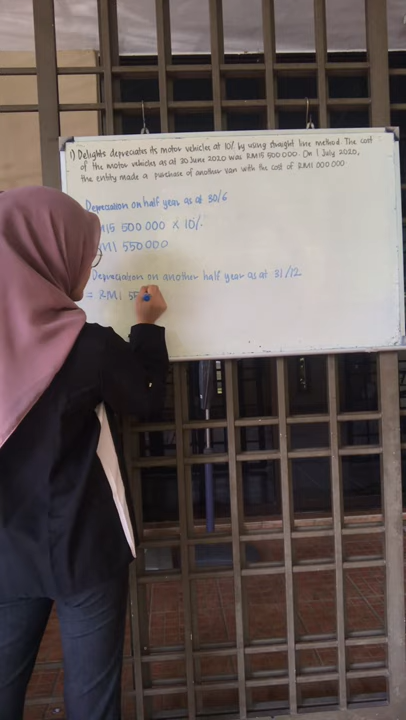 1) Delights depreciates its motor vehicles at 10% by using straight line method. The cost
of the motor vehicles as at 30 June 2020 was RM15 500 000. On 1 July 2020,
the entity made a purchase of another van with the cost of RM1 000 000
Depreciation on half year as at 30/6
M15 500 000 × 10%
RM1 550 000
Depreciation on another half year as at 31/12
= RM1 55